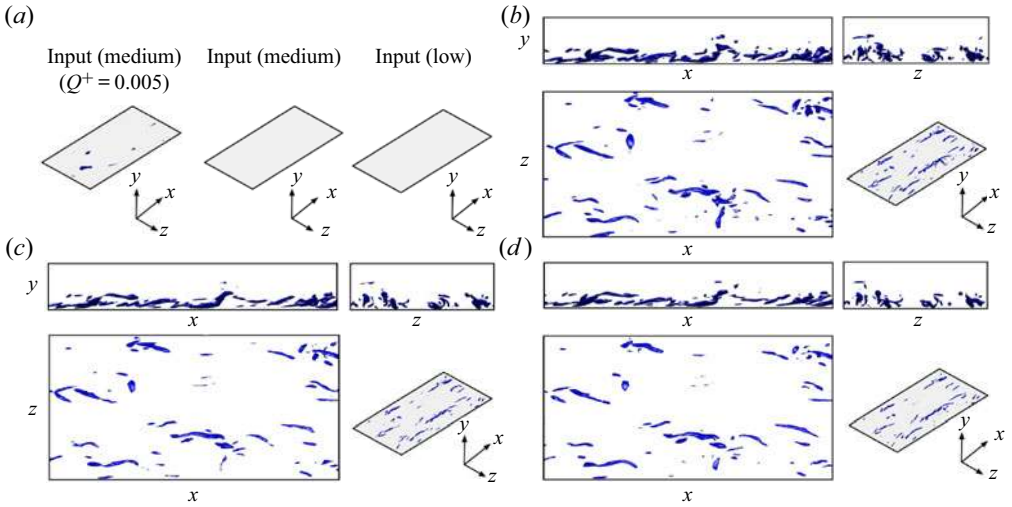 (a)
Input (medium)
(Q⁺ = 0.005)
Input (medium)
Input (low)
y
x
z
y
x
z
y
x
z
(b)
y
x
z
z
x
y
x
z
(c)
y
x
z
z
x
y
x
z
(d)
x
z
x
y
x
z